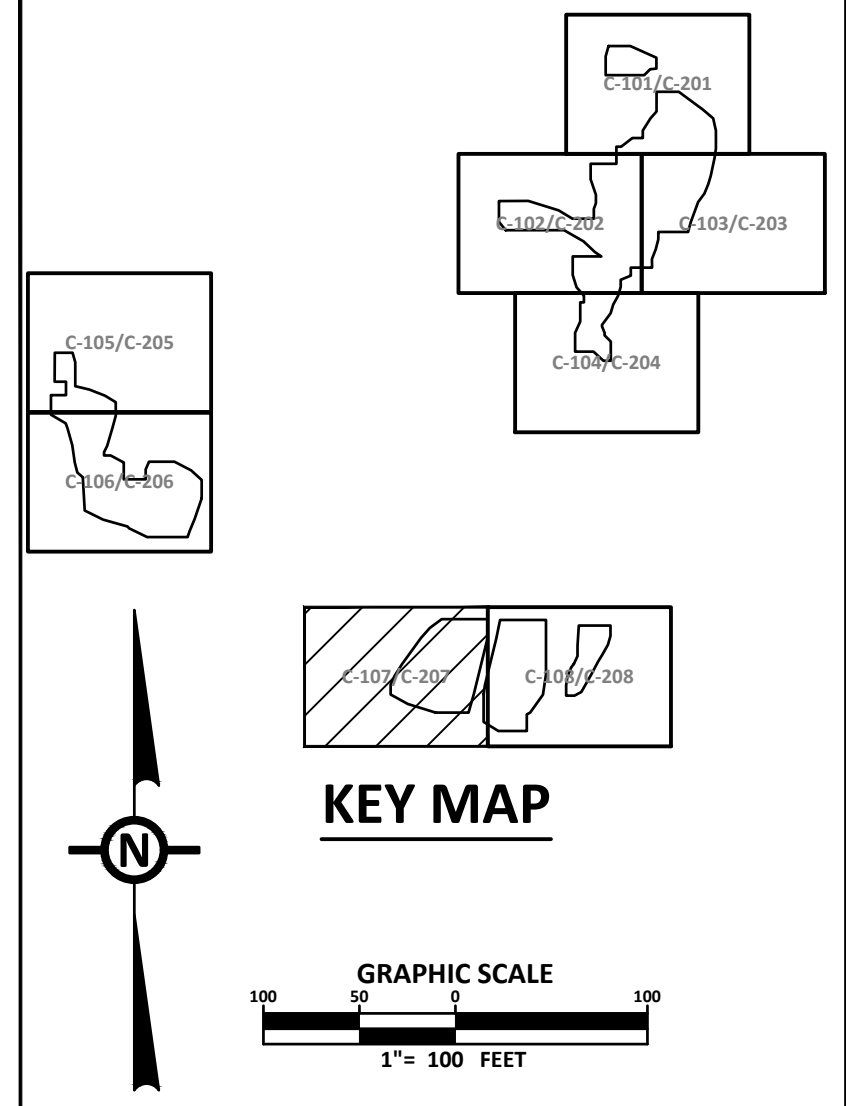 C-101/C-201
C-102/C-202
C-103/C-203
C-105/C-205
C-104/C-204
C-106/C-206
C-107/C-207
C-108/C-208
KEY MAP
N
GRAPHIC SCALE
100 50 0 100
1"= 100 FEET